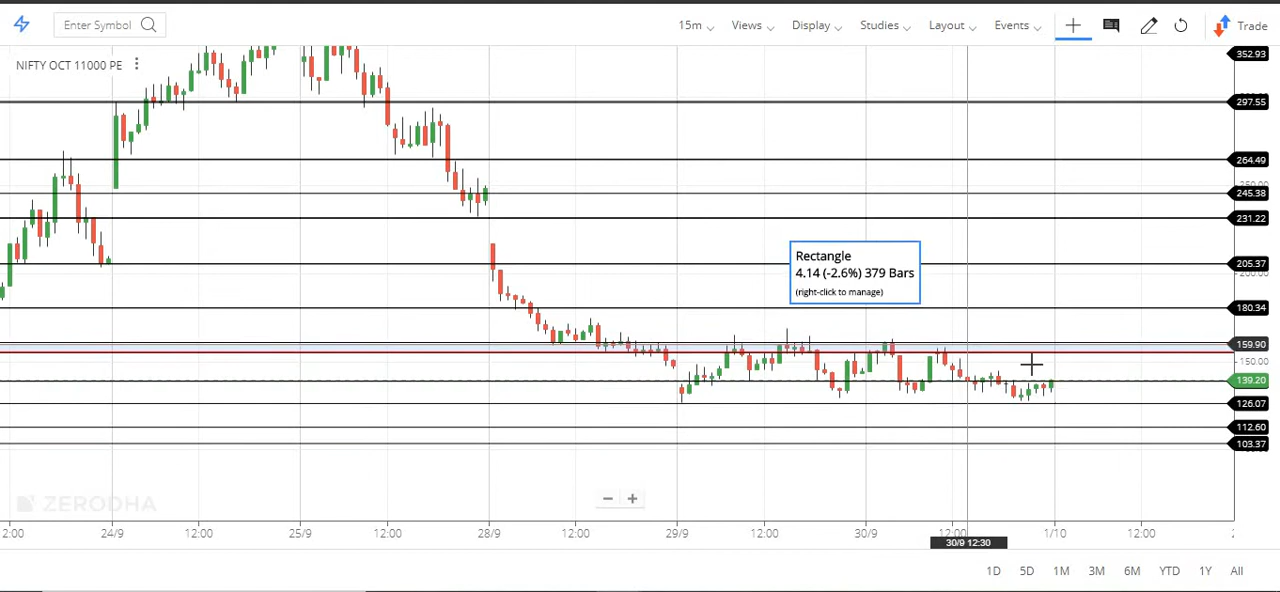 Enter Symbol
15m
Views
Display
Studies
Layout
Events
Trade
NIFTY OCT 11000 PE
352.93
297.55
264.49
245.38
231.22
205.37
180.34
159.90
150.00
139.20
126.07
112.60
103.37
Rectangle
4.14 (-2.6%) 379 Bars
(right-click to manage)
ZERODHA
2:00
24/9
12:00
25/9
12:00
28/9
12:00
29/9
12:00
30/9
12:00
1/10
12:00
30/9 12:30
1D
5D
1M
3M
6M
YTD
1Y
All